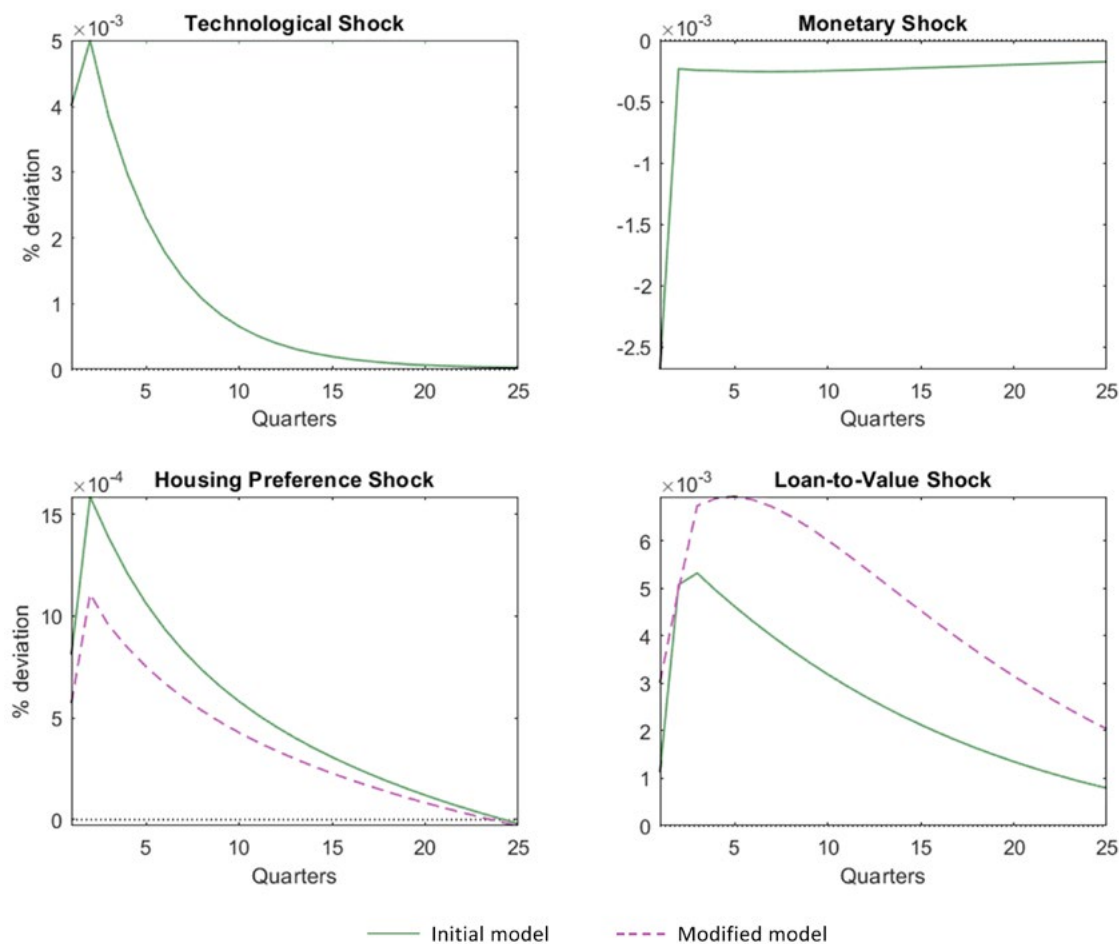 Technological Shock
×10⁻³
% deviation
5
4
3
2
1
0
5 10 15 20 25
Quarters
Monetary Shock
×10⁻³
0
-0.5
-1
-1.5
-2
-2.5
5 10 15 20 25
Quarters
Housing Preference Shock
×10⁻⁴
% deviation
15
10
5
0
5 10 15 20 25
Quarters
Loan-to-Value Shock
×10⁻³
6
5
4
3
2
1
0
5 10 15 20 25
Quarters
Initial model Modified model